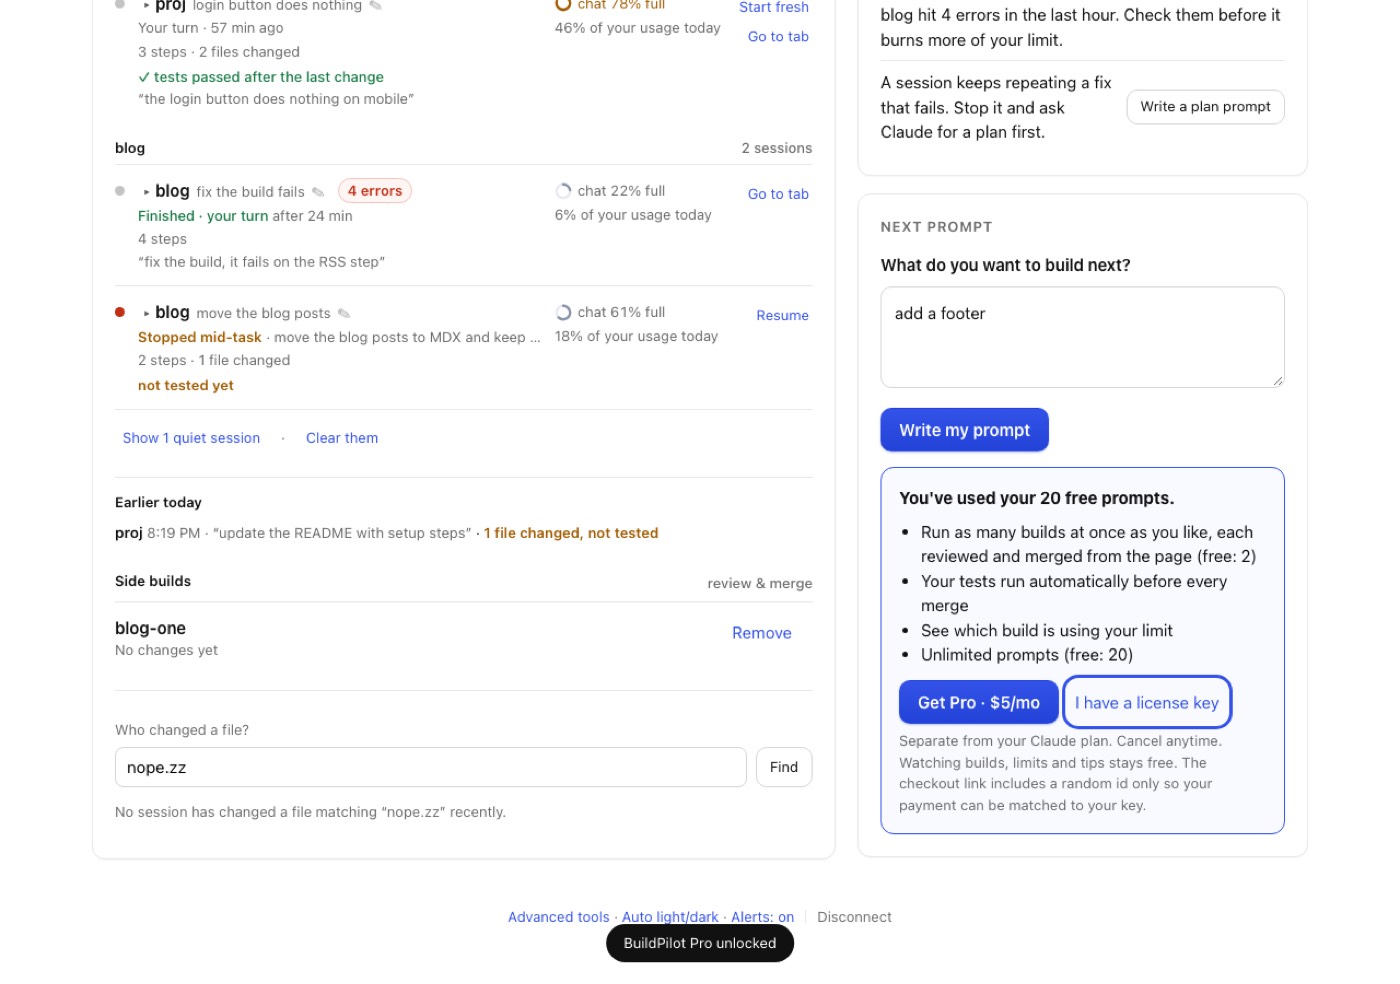 proj login button does nothing
Your turn · 57 min ago
3 steps · 2 files changed
✓ tests passed after the last change
“the login button does nothing on mobile”
chat 78% full
46% of your usage today
Start fresh
Go to tab
blog
2 sessions
blog fix the build fails
4 errors
Finished · your turn after 24 min
4 steps
“fix the build, it fails on the RSS step”
chat 22% full
6% of your usage today
Go to tab
blog move the blog posts
Stopped mid-task · move the blog posts to MDX and keep ...
2 steps · 1 file changed
not tested yet
chat 61% full
18% of your usage today
Resume
Show 1 quiet session · Clear them
Earlier today
proj 8:19 PM · “update the README with setup steps” · 1 file changed, not tested
Side builds
review & merge
blog-one
No changes yet
Remove
Who changed a file?
nope.zz
Find
No session has changed a file matching “nope.zz” recently.
blog hit 4 errors in the last hour. Check them before it
burns more of your limit.
A session keeps repeating a fix
that fails. Stop it and ask
Claude for a plan first.
Write a plan prompt
NEXT PROMPT
What do you want to build next?
add a footer
Write my prompt
You've used your 20 free prompts.
• Run as many builds at once as you like, each
reviewed and merged from the page (free: 2)
• Your tests run automatically before every
merge
• See which build is using your limit
• Unlimited prompts (free: 20)
Get Pro · $5/mo
I have a license key
Separate from your Claude plan. Cancel anytime.
Watching builds, limits and tips stays free. The
checkout link includes a random id only so your
payment can be matched to your key.
Advanced tools · Auto light/dark · Alerts: on
Disconnect
BuildPilot Pro unlocked